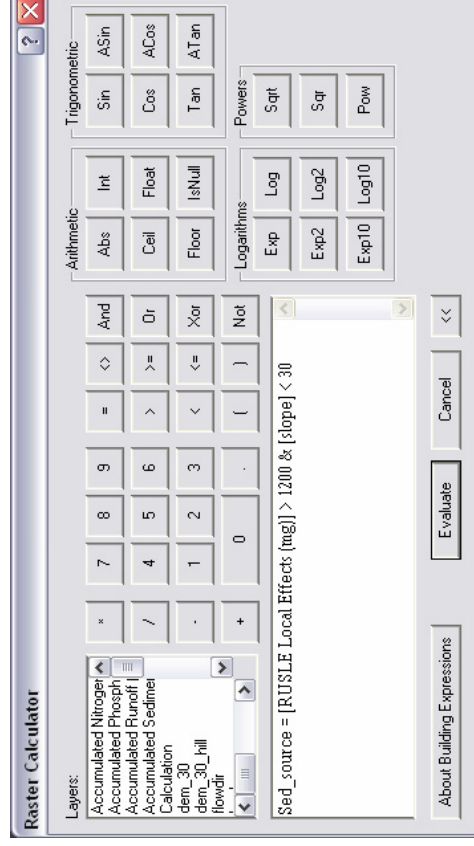 Raster Calculator
Layers:
Accumulated Nitroger
Accumulated Phosph
Accumulated Runoff I
Accumulated Sedimer
Calculation
dem_30
dem_30_hill
flowdir
* 7 8 9 = <> And
/ 4 5 6 > >= Or
- 1 2 3 < <= Xor
+ 0 . ( ) Not
Arithmetic
Abs Int
Ceil Float
Floor IsNull
Trigonometric
Sin ASin
Cos ACos
Tan ATan
Logarithms
Exp Log
Exp2 Log2
Exp10 Log10
Powers
Sqrt
Sqr
Pow
Sed_source = [RUSLE Local Effects (mg)] > 1200 & [slope] < 30
About Building Expressions Evaluate Cancel <<